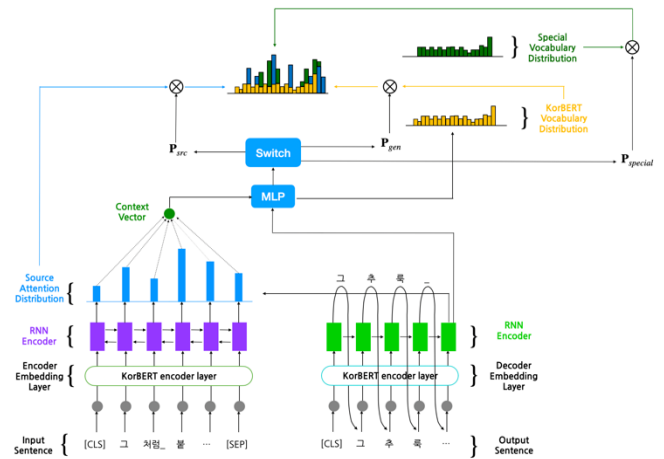 Special
Vocabulary
Distribution
KorBERT
Vocabulary
Distribution
P_src
Switch
P_gen
P_special
MLP
Context
Vector
Source
Attention
Distribution
그 추 룩 _
RNN
Encoder
RNN
Encoder
Encoder
Embedding
Layer
KorBERT encoder layer
KorBERT encoder layer
Decoder
Embedding
Layer
Input
Sentence
[CLS] 그 처럼_ 붙 ... [SEP]
[CLS] 그 추 룩 ...
Output
Sentence